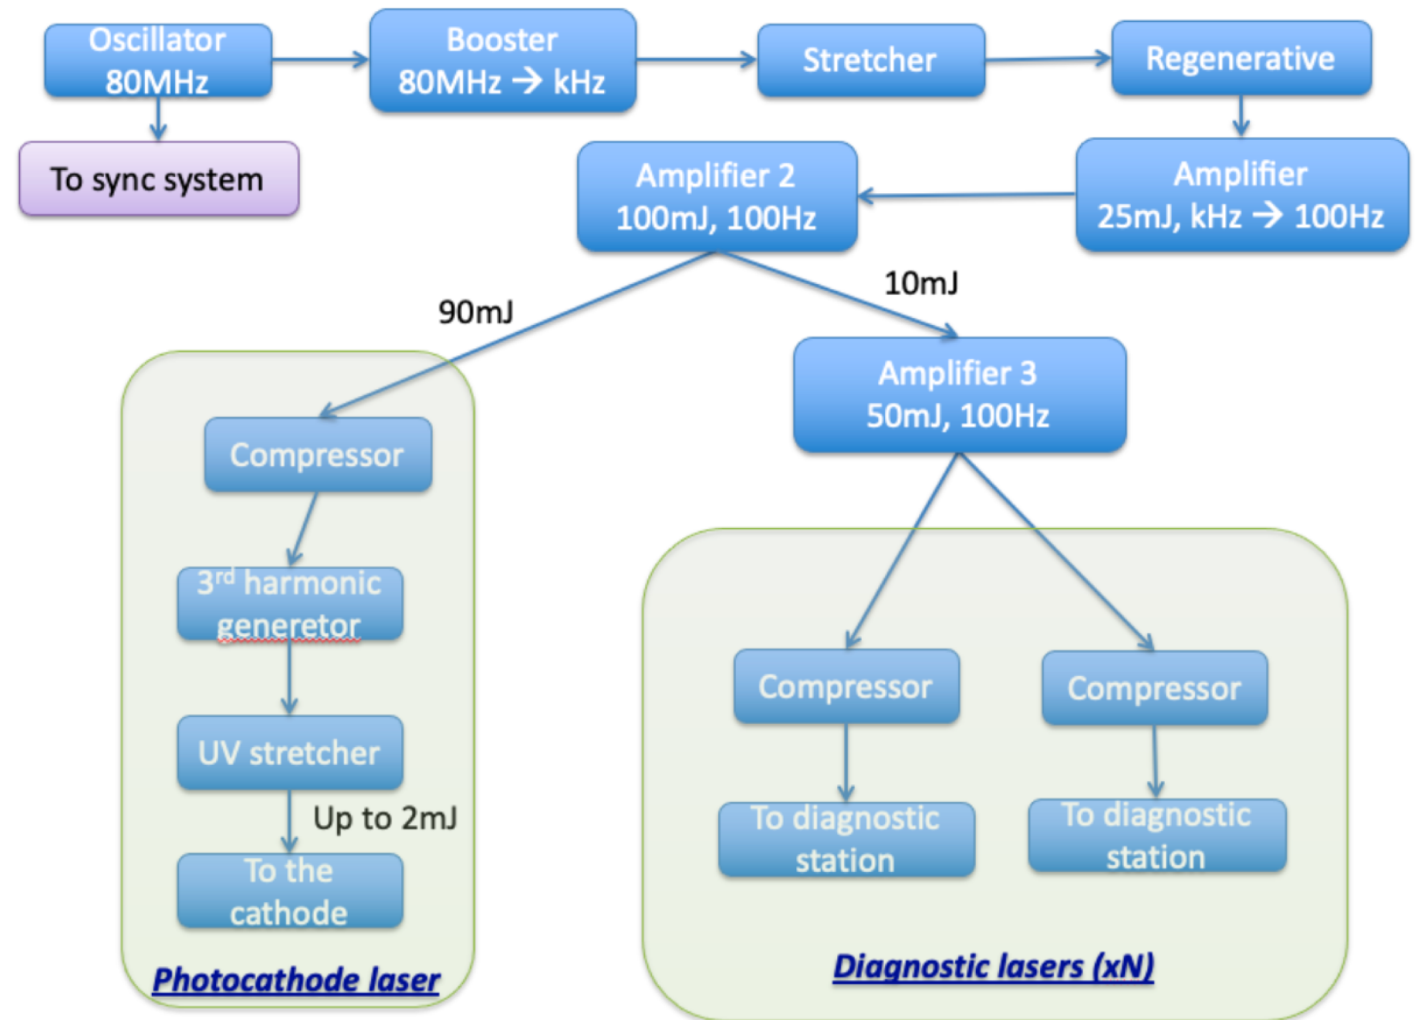 Oscillator
80MHz
Booster
80MHz → kHz
Stretcher
Regenerative
To sync system
Amplifier 2
100mJ, 100Hz
Amplifier
25mJ, kHz → 100Hz
90mJ
10mJ
Amplifier 3
50mJ, 100Hz
Compressor
3rd harmonic
generetor
UV stretcher
Up to 2mJ
To the
cathode
Photocathode laser
Compressor
Compressor
To diagnostic
station
To diagnostic
station
Diagnostic lasers (xN)